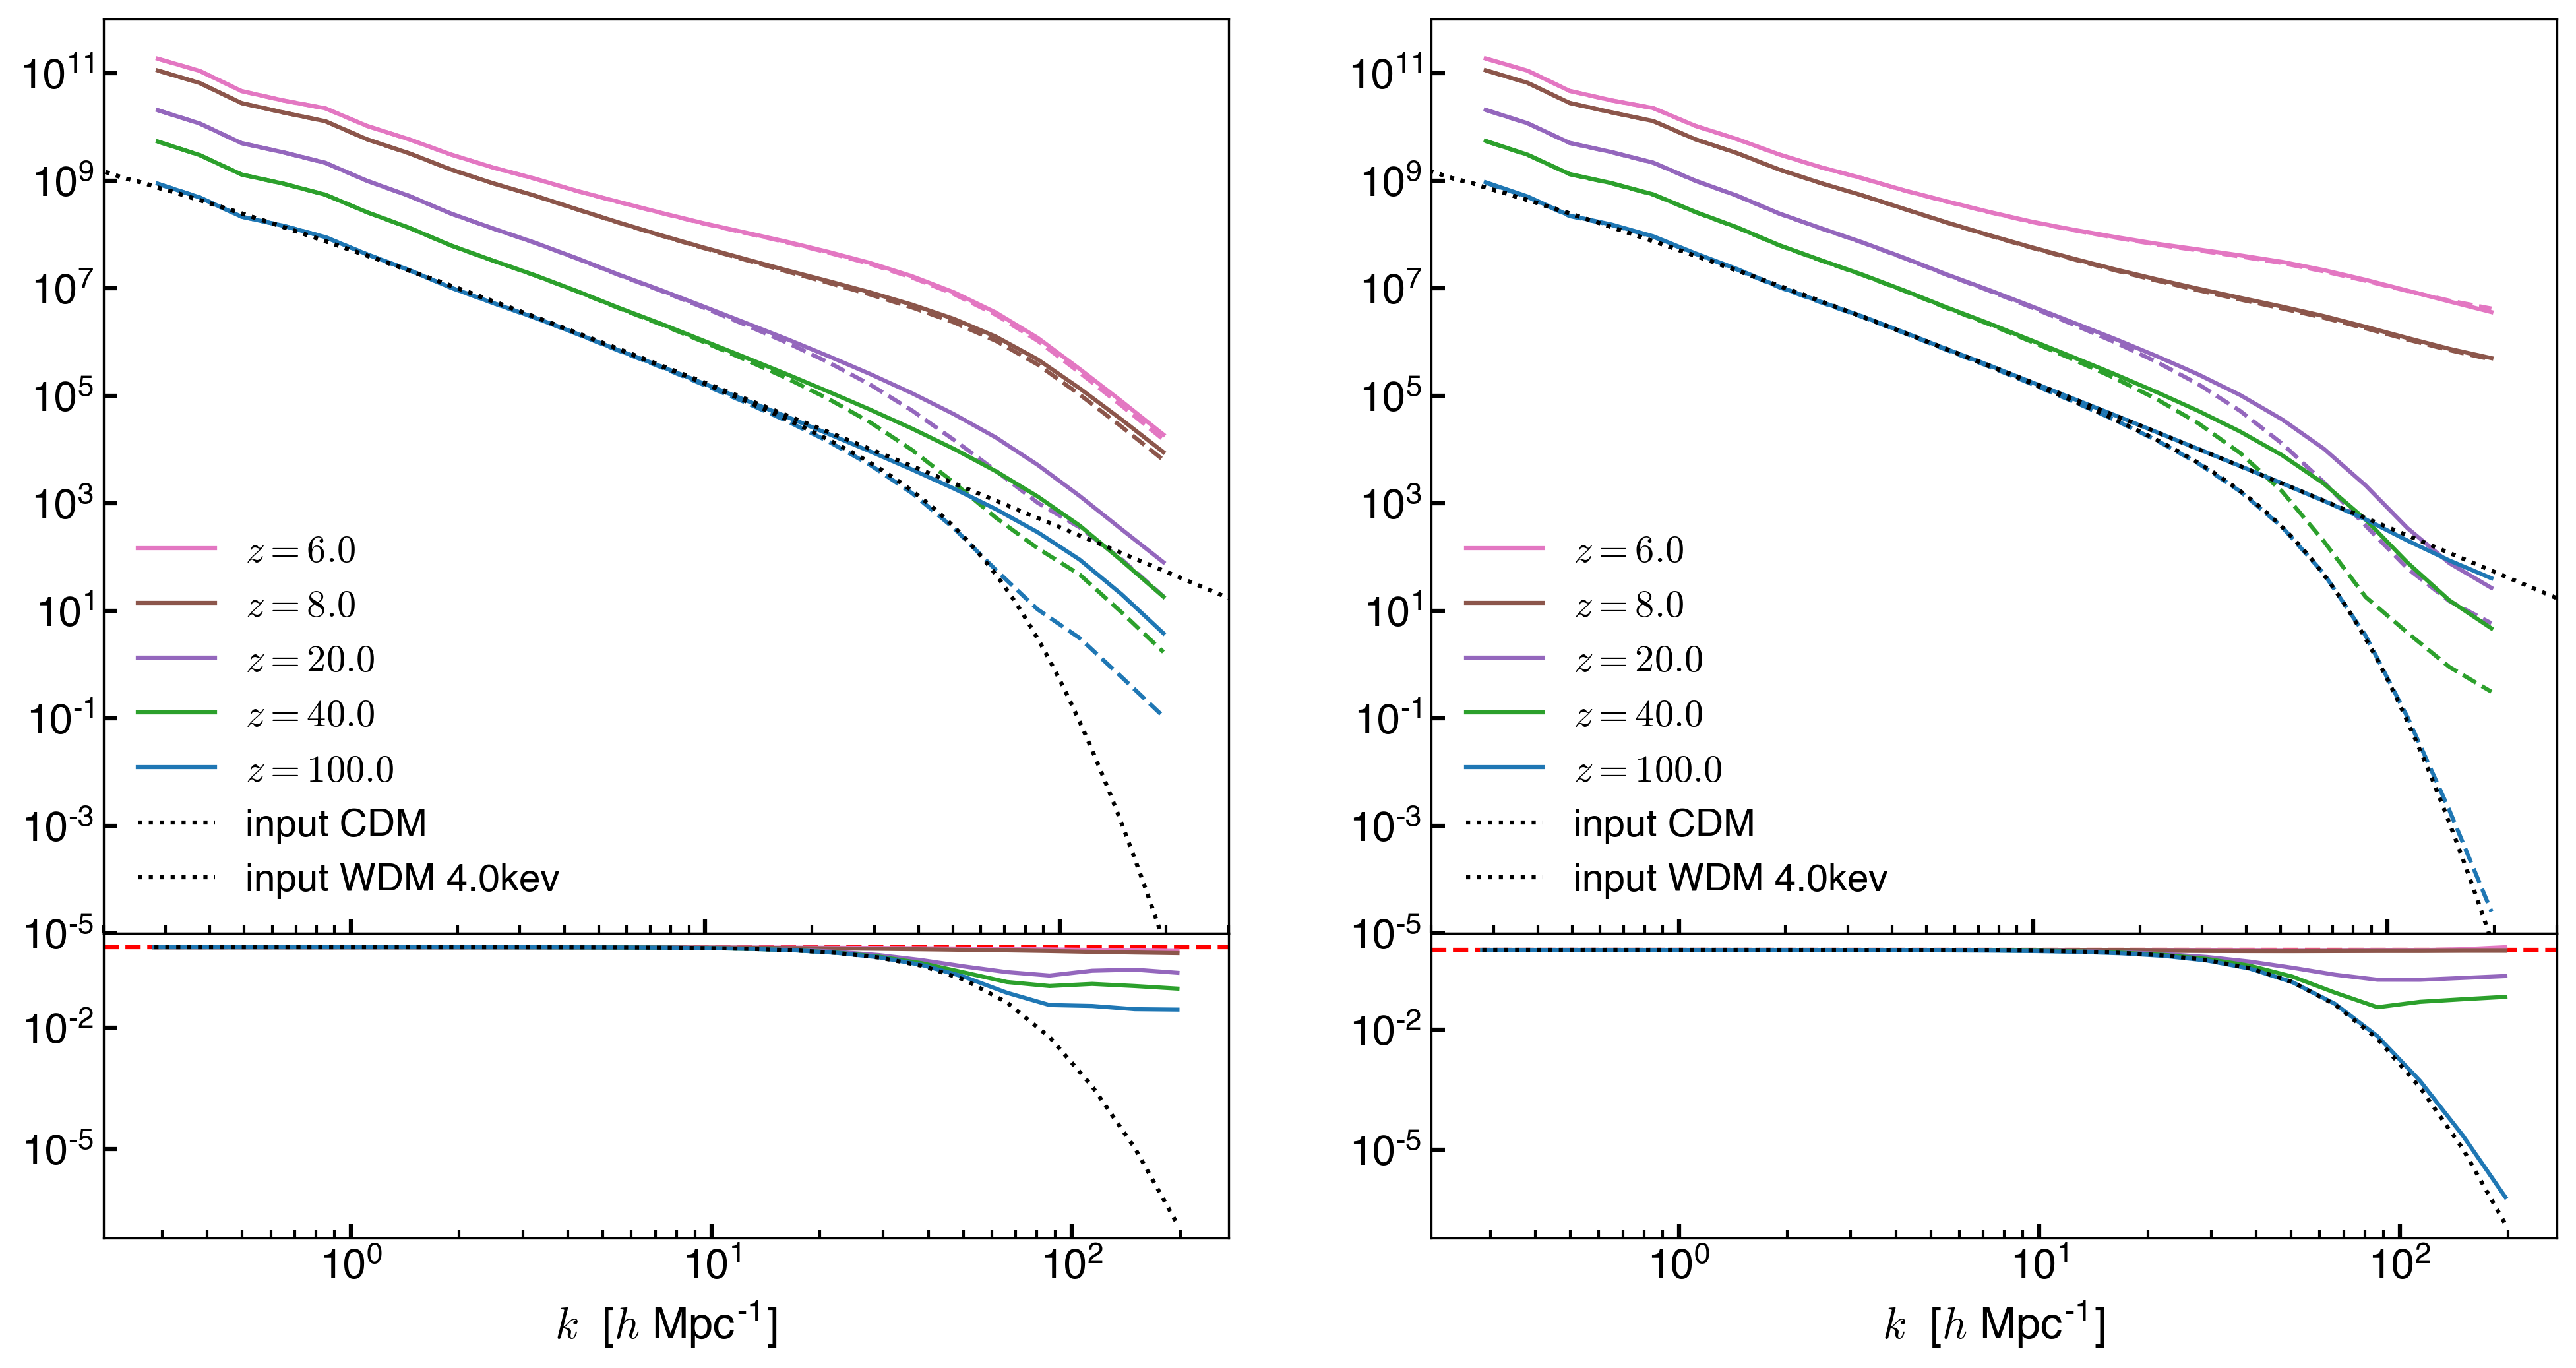 10^11
10^9
10^7
10^5
10^3
10^1
10^-1
10^-3
10^-5
z = 6.0
z = 8.0
z = 20.0
z = 40.0
z = 100.0
input CDM
input WDM 4.0kev
10^-2
10^-5
10^0
10^1
10^2
k [h Mpc^-1]
10^11
10^9
10^7
10^5
10^3
10^1
10^-1
10^-3
10^-5
z = 6.0
z = 8.0
z = 20.0
z = 40.0
z = 100.0
input CDM
input WDM 4.0kev
10^-2
10^-5
10^0
10^1
10^2
k [h Mpc^-1]